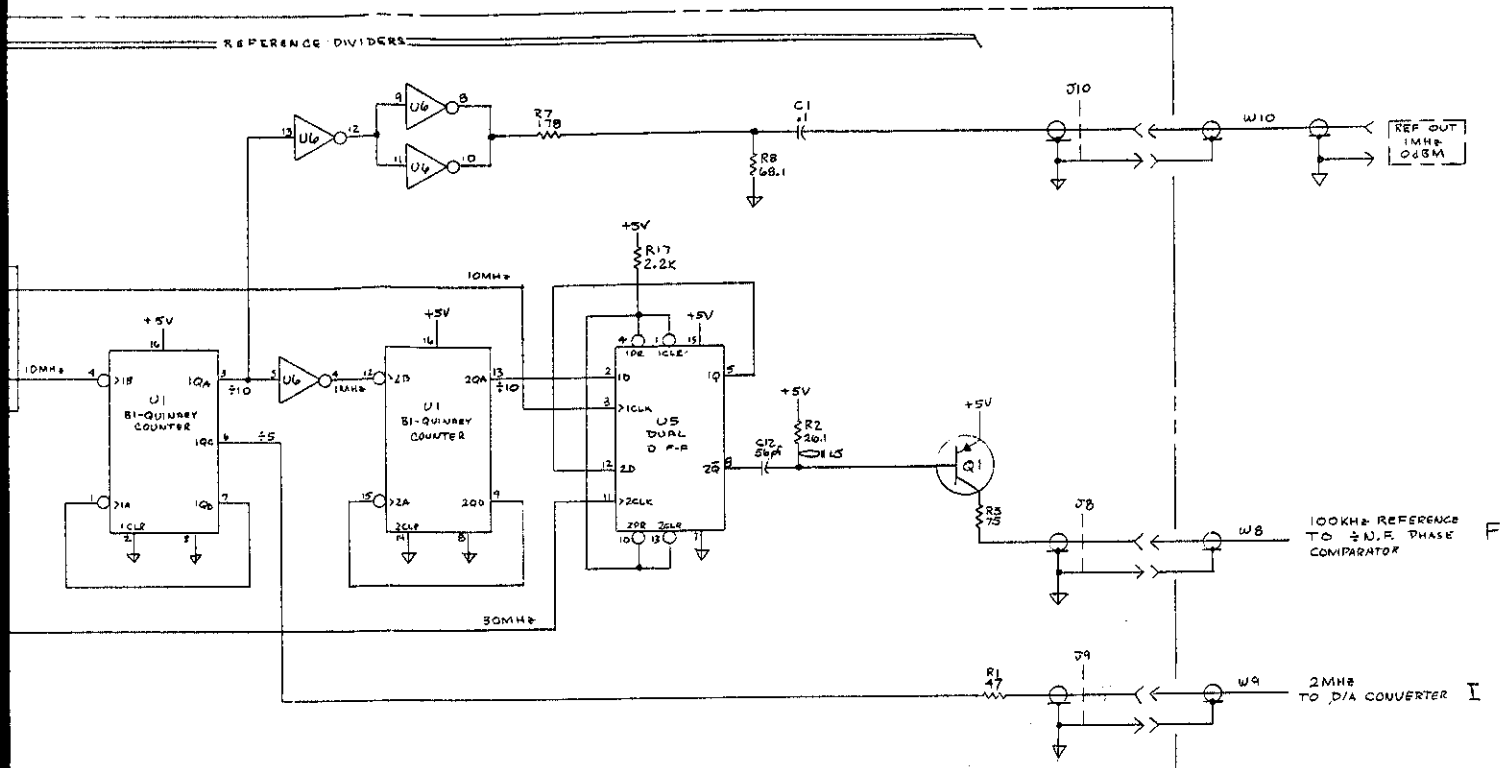 REFERENCE DIVIDERS
J10
C1
.1
9
U6
8
R7
178
13
U6
12
11
U6
10
R8
68.1
W10
REF OUT
1MHz
0dBM
+5V
R17
2.2K
10MHz
+5V
16
+5V
16
4
1
+5V
15
1PR
1CLR
10MHz
4
>1B
1QA
3
÷10
5
U6
4
1MHz
12
>2B
2QA
13
÷10
2
1D
1Q
5
U1
BI-QUINARY
COUNTER
U1
BI-QUINARY
COUNTER
3
>1CLK
U5
DUAL
D F-F
1QC
6
÷5
12
2D
2Q̅
8
C12
56pf
+5V
R2
26.1
+5V
Q1
1
>1A
1QD
7
15
>2A
2QD
9
11
>2CLK
1CLR
2
8
2CLR
14
8
2PR
2CLR
10
13
7
R3
75
J8
W8
100KHz REFERENCE
TO ÷N.F. PHASE
COMPARATOR
F
50MHz
R1
47
J9
W9
2MHz
TO D/A CONVERTER
I